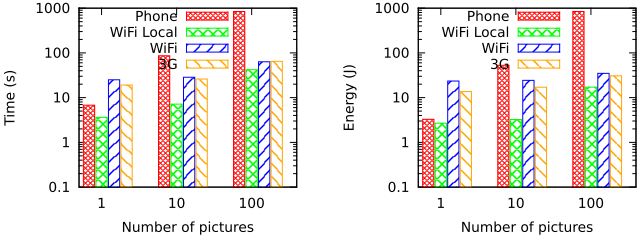 1000
100
10
1
0.1
Time (s)
Phone
WiFi Local
WiFi
3G
1
10
100
Number of pictures
1000
100
10
1
0.1
Energy (J)
Phone
WiFi Local
WiFi
3G
1
10
100
Number of pictures